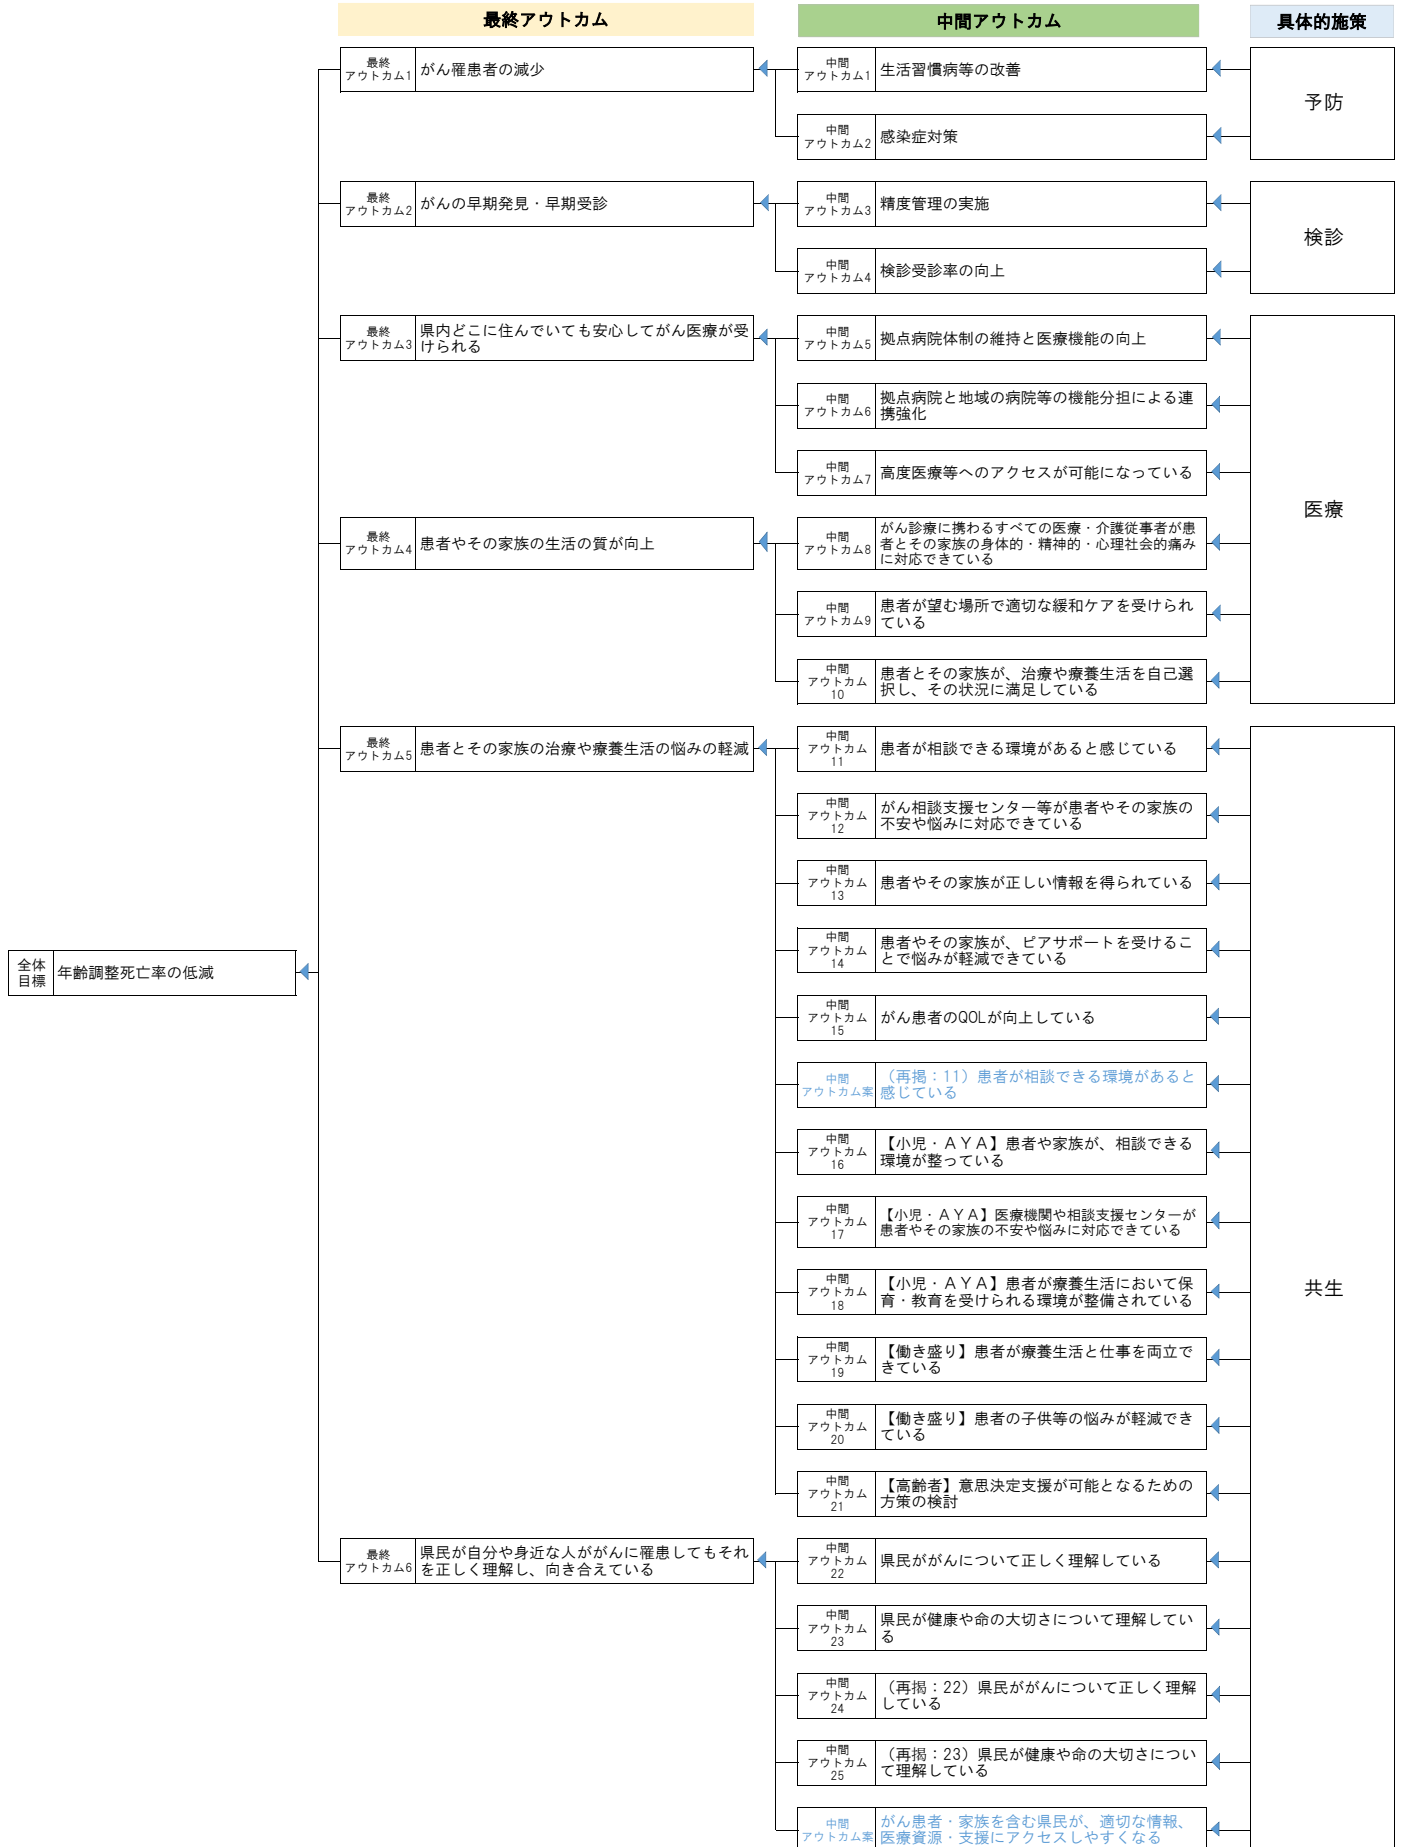 最終アウトカム
中間アウトカム
具体的施策
最終
アウトカム1
がん罹患者の減少
中間
アウトカム1
生活習慣病等の改善
予防
中間
アウトカム2
感染症対策
最終
アウトカム2
がんの早期発見・早期受診
中間
アウトカム3
精度管理の実施
検診
中間
アウトカム4
検診受診率の向上
最終
アウトカム3
県内どこに住んでいても安心してがん医療が受
けられる
中間
アウトカム5
拠点病院体制の維持と医療機能の向上
中間
アウトカム6
拠点病院と地域の病院等の機能分担による連
携強化
中間
アウトカム7
高度医療等へのアクセスが可能になっている
医療
最終
アウトカム4
患者やその家族の生活の質が向上
中間
アウトカム8
がん診療に携わるすべての医療・介護従事者が患
者とその家族の身体的・精神的・心理社会的痛み
に対応できている
中間
アウトカム9
患者が望む場所で適切な緩和ケアを受けられ
ている
中間
アウトカム
10
患者とその家族が、治療や療養生活を自己選
択し、その状況に満足している
最終
アウトカム5
患者とその家族の治療や療養生活の悩みの軽減
中間
アウトカム
11
患者が相談できる環境があると感じている
中間
アウトカム
12
がん相談支援センター等が患者やその家族の
不安や悩みに対応できている
中間
アウトカム
13
患者やその家族が正しい情報を得られている
中間
アウトカム
14
患者やその家族が、ピアサポートを受けるこ
とで悩みが軽減できている
全体
目標
年齢調整死亡率の低減
中間
アウトカム
15
がん患者のQOLが向上している
中間
アウトカム案
（再掲：11）患者が相談できる環境があると
感じている
中間
アウトカム
16
【小児・ＡＹＡ】患者や家族が、相談できる
環境が整っている
中間
アウトカム
17
【小児・ＡＹＡ】医療機関や相談支援センターが
患者やその家族の不安や悩みに対応できている
中間
アウトカム
18
【小児・ＡＹＡ】患者が療養生活において保
育・教育を受けられる環境が整備されている
共生
中間
アウトカム
19
【働き盛り】患者が療養生活と仕事を両立で
きている
中間
アウトカム
20
【働き盛り】患者の子供等の悩みが軽減でき
ている
中間
アウトカム
21
【高齢者】意思決定支援が可能となるための
方策の検討
最終
アウトカム6
県民が自分や身近な人ががんに罹患してもそれ
を正しく理解し、向き合えている
中間
アウトカム
22
県民ががんについて正しく理解している
中間
アウトカム
23
県民が健康や命の大切さについて理解してい
る
中間
アウトカム
24
（再掲：22）県民ががんについて正しく理解
している
中間
アウトカム
25
（再掲：23）県民が健康や命の大切さについ
て理解している
中間
アウトカム案
がん患者・家族を含む県民が、適切な情報、
医療資源・支援にアクセスしやすくなる